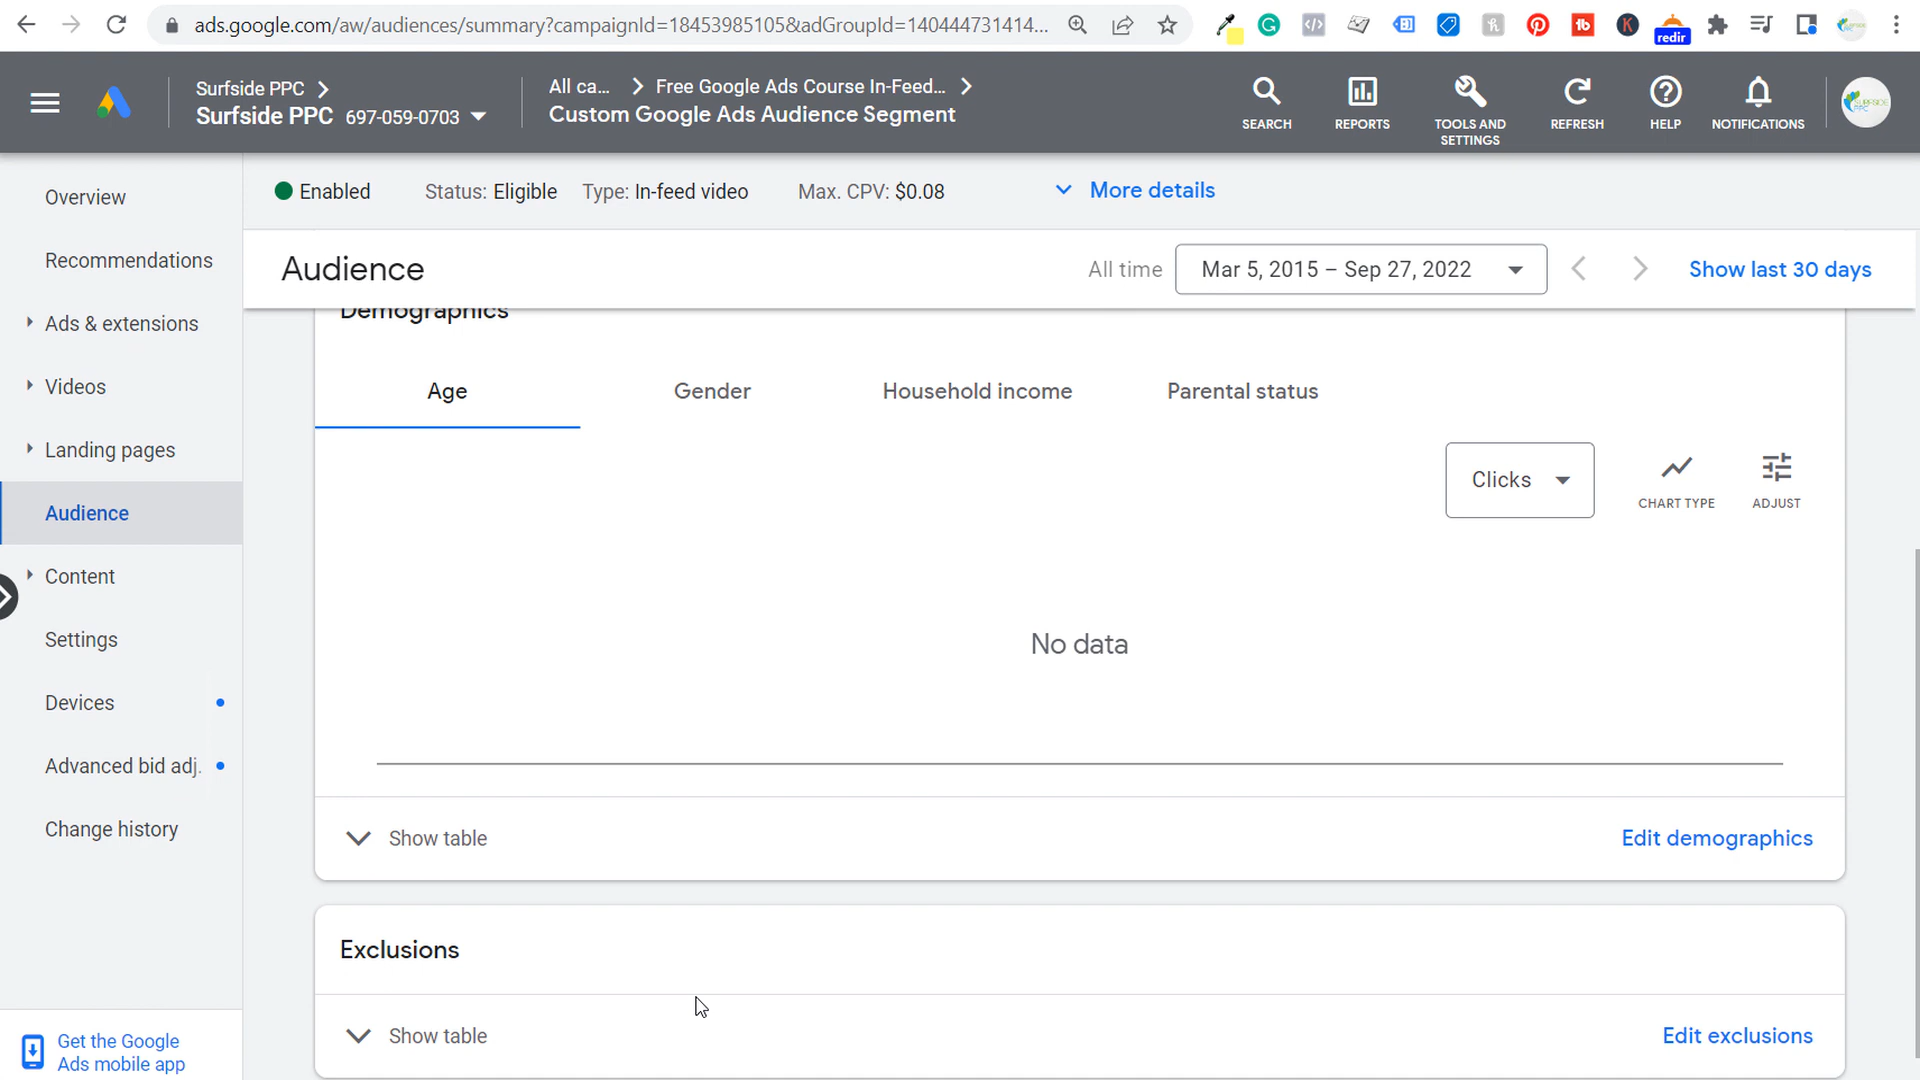 ads.google.com/aw/audiences/summary?campaignId=18453985105&adGroupId=140444731414...
redir
Surfside PPC
Surfside PPC 697-059-0703
All ca... Free Google Ads Course In-Feed...
Custom Google Ads Audience Segment
SEARCH
REPORTS
TOOLS AND
SETTINGS
REFRESH
HELP
NOTIFICATIONS
SURFSIDE
PPC
Overview
Recommendations
Ads & extensions
Videos
Landing pages
Audience
Content
Settings
Devices
Advanced bid adj.
Change history
Get the Google
Ads mobile app
Enabled Status: Eligible Type: In-feed video Max. CPV: $0.08 More details
Audience
All time Mar 5, 2015 – Sep 27, 2022 Show last 30 days
Demographics
Age Gender Household income Parental status
Clicks
CHART TYPE
ADJUST
No data
Show table Edit demographics
Exclusions
Show table Edit exclusions